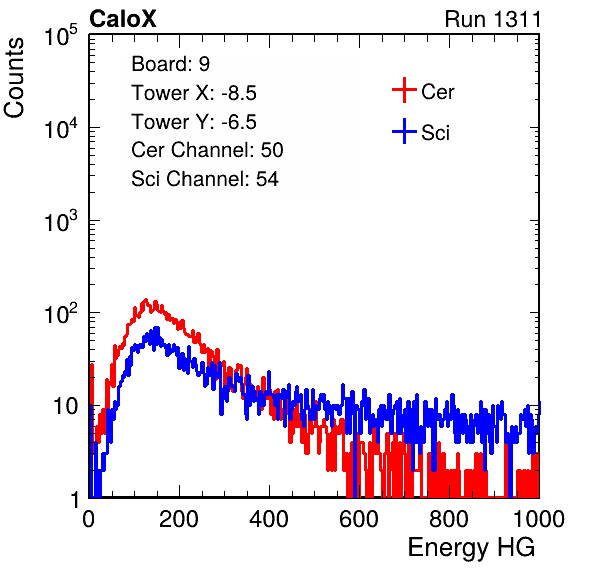 CaloX Run 1311
Counts
Board: 9
Tower X: -8.5
Tower Y: -6.5
Cer Channel: 50
Sci Channel: 54
Cer
Sci
10^5
10^4
10^3
10^2
10
1
0 200 400 600 800 1000
Energy HG